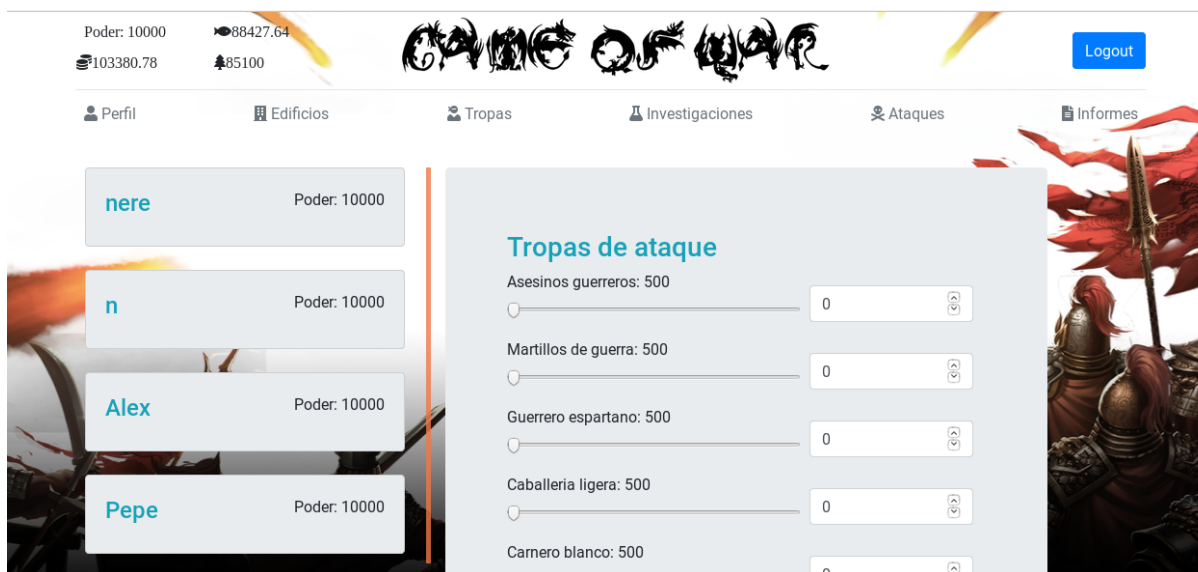 Poder: 10000
88427.64
103380.78
85100
GAME OF WAR
Logout
Perfil
Edificios
Tropas
Investigaciones
Ataques
Informes
nere
Poder: 10000
n
Poder: 10000
Alex
Poder: 10000
Pepe
Poder: 10000
Tropas de ataque
Asesinos guerreros: 500
0
Martillos de guerra: 500
0
Guerrero espartano: 500
0
Caballeria ligera: 500
0
Carnero blanco: 500
0